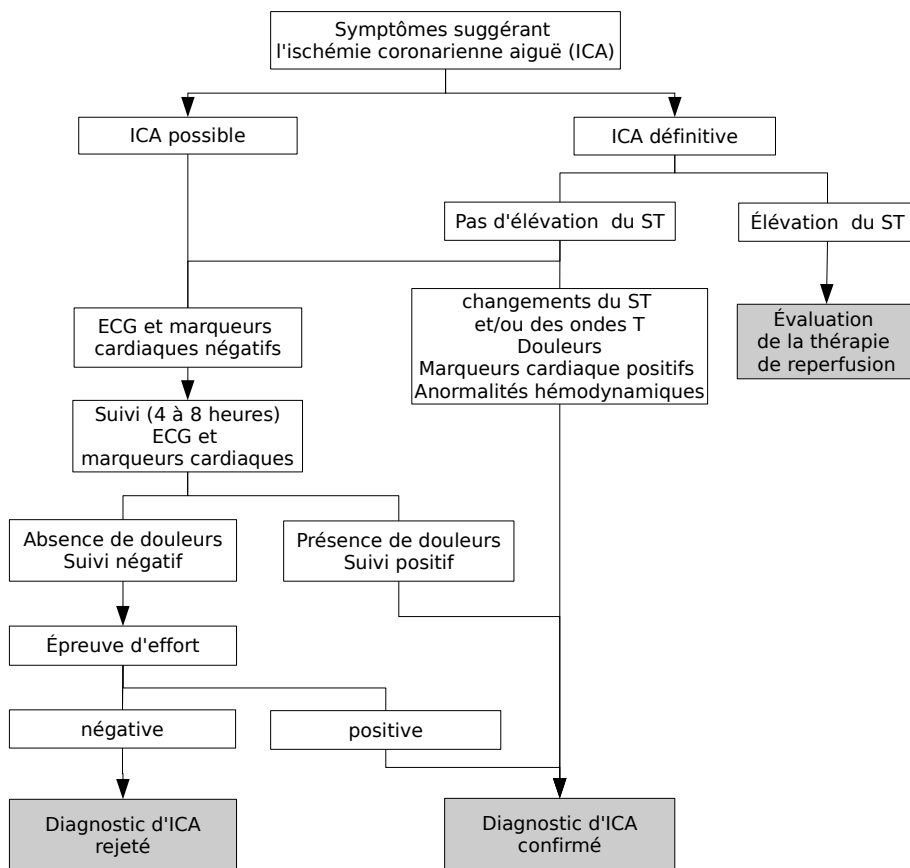 Symptômes suggérant
l'ischémie coronarienne aiguë (ICA)
ICA possible
ICA définitive
Pas d'élévation du ST
Élévation du ST
ECG et marqueurs
cardiaques négatifs
changements du ST
et/ou des ondes T
Douleurs
Marqueurs cardiaque positifs
Anormalités hémodynamiques
Évaluation
de la thérapie
de reperfusion
Suivi (4 à 8 heures)
ECG et
marqueurs cardiaques
Absence de douleurs
Suivi négatif
Présence de douleurs
Suivi positif
Épreuve d'effort
négative
positive
Diagnostic d'ICA
rejeté
Diagnostic d'ICA
confirmé